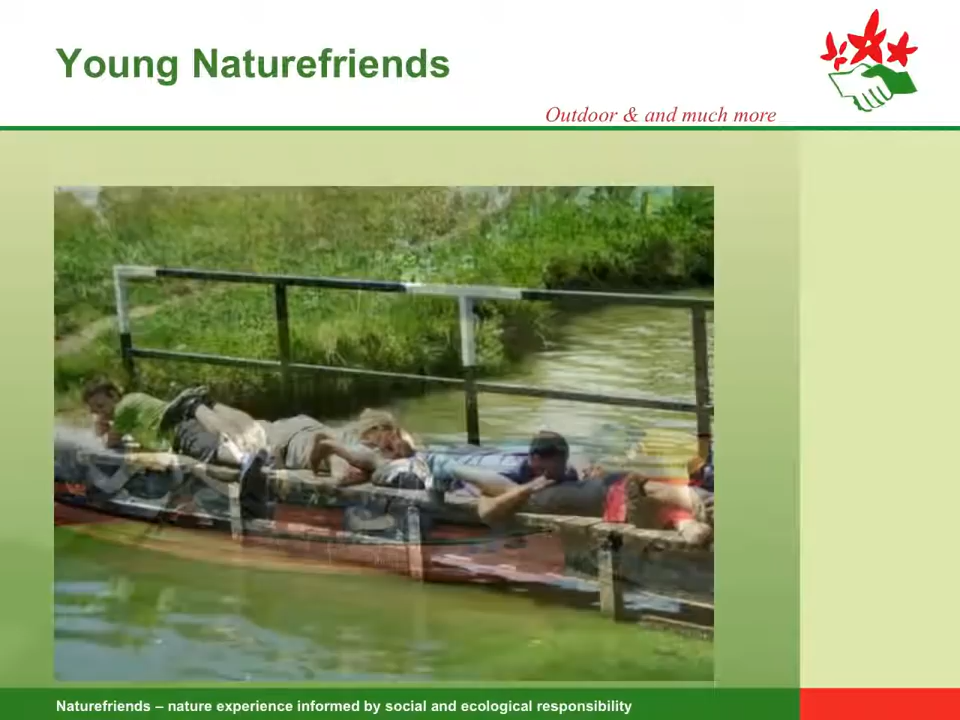 Young Naturefriends
Outdoor & and much more
Naturefriends – nature experience informed by social and ecological responsibility